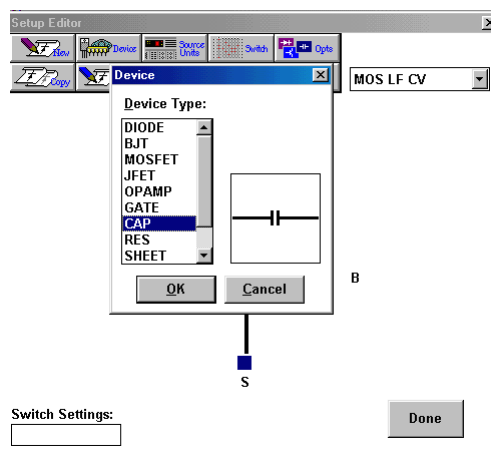 Setup Editor
New Device Source Units Switch Opts
Copy
MOS LF CV
Device
Device Type:
DIODE
BJT
MOSFET
JFET
OPAMP
GATE
CAP
RES
SHEET
OK Cancel
B
S
Switch Settings:
Done